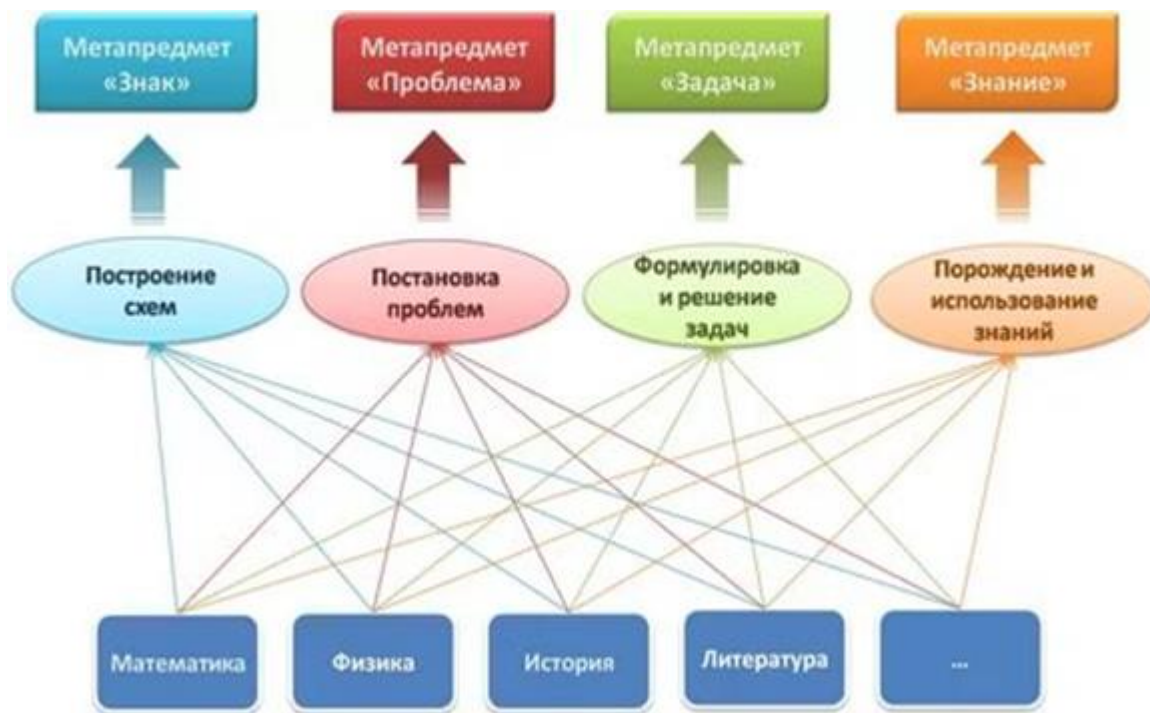 Метапредмет
«Знак»
Метапредмет
«Проблема»
Метапредмет
«Задача»
Метапредмет
«Знание»
Построение
схем
Постановка
проблем
Формулировка
и решение
задач
Порождение и
использование
знаний
Математика
Физика
История
Литература
...